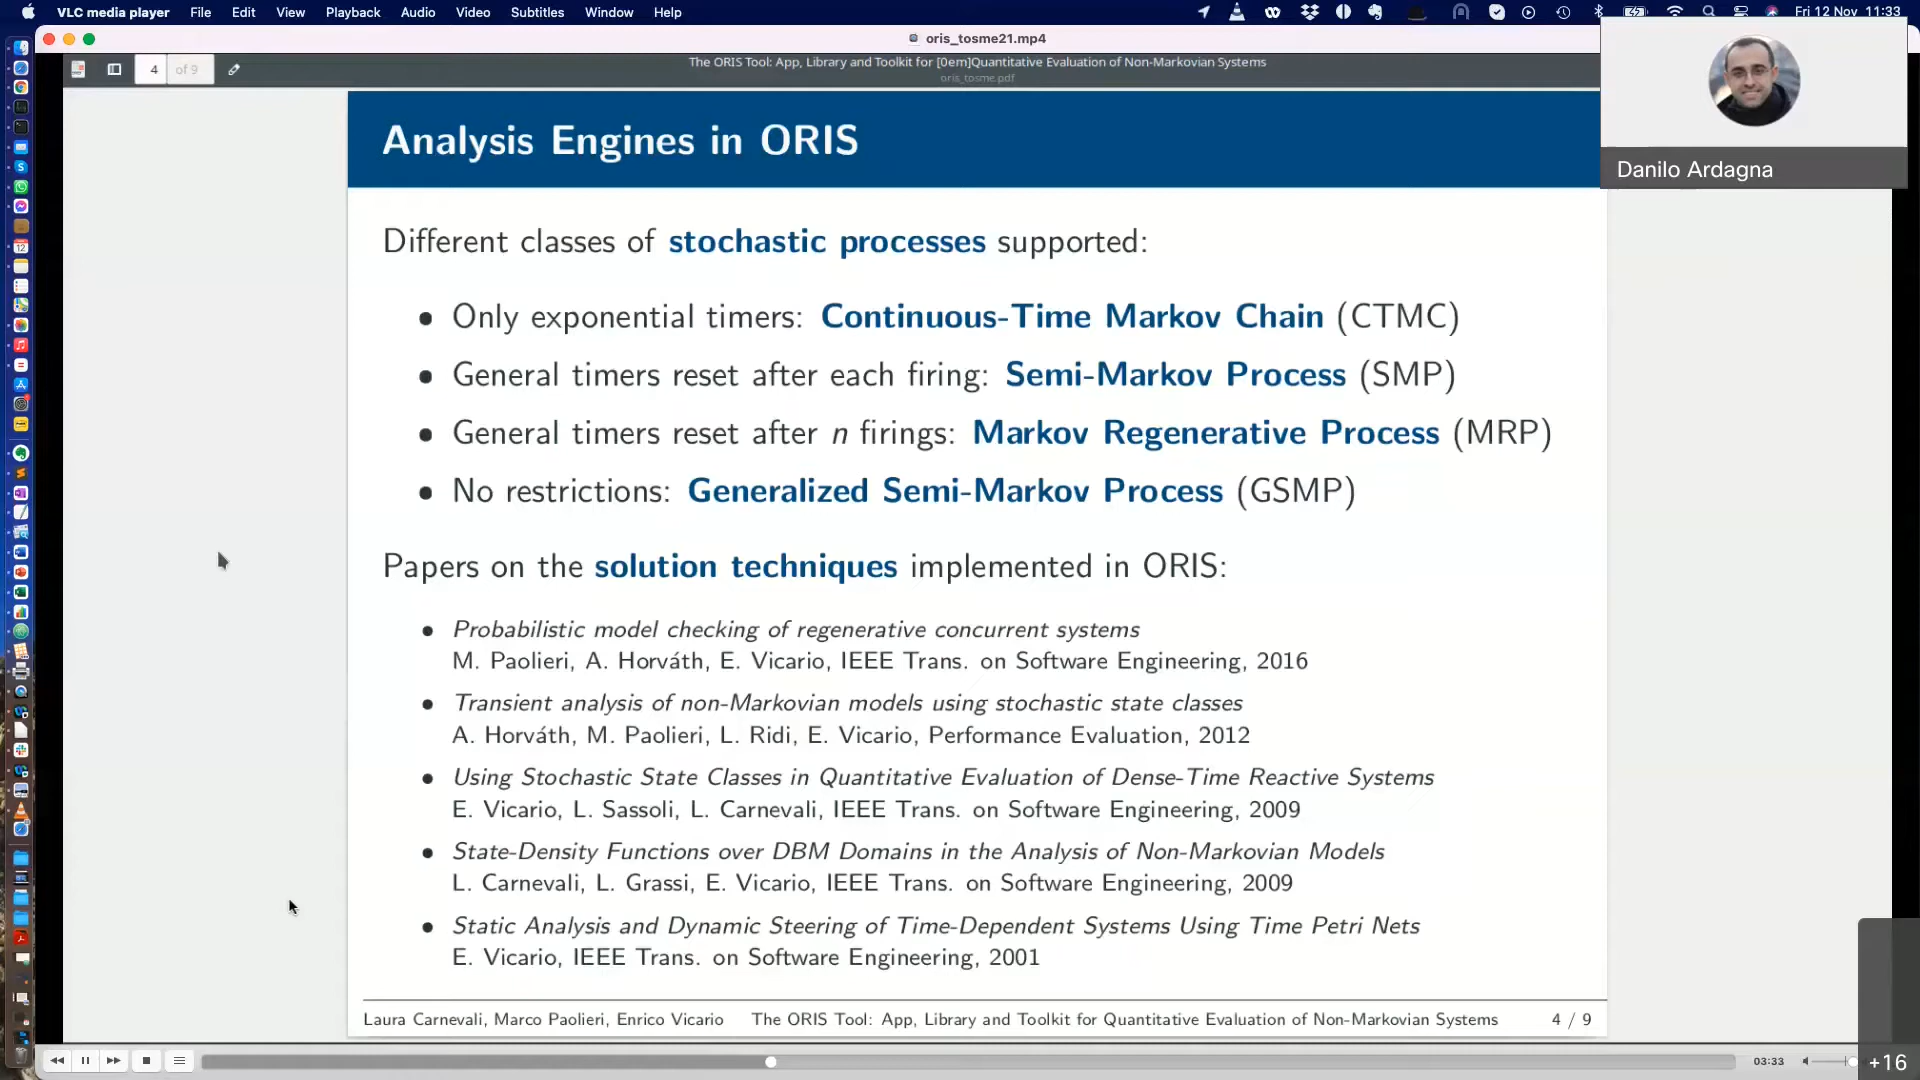 VLC media player File Edit View Playback Audio Video Subtitles Window Help Fri 12 Nov 11:33
oris_tosme21.mp4
4 of 9 The ORIS Tool: App, Library and Toolkit for [0em]Quantitative Evaluation of Non-Markovian Systems
oris_tosme.pdf
Danilo Ardagna
Analysis Engines in ORIS
Different classes of stochastic processes supported:
• Only exponential timers: Continuous-Time Markov Chain (CTMC)
• General timers reset after each firing: Semi-Markov Process (SMP)
• General timers reset after n firings: Markov Regenerative Process (MRP)
• No restrictions: Generalized Semi-Markov Process (GSMP)
Papers on the solution techniques implemented in ORIS:
• Probabilistic model checking of regenerative concurrent systems
M. Paolieri, A. Horváth, E. Vicario, IEEE Trans. on Software Engineering, 2016
• Transient analysis of non-Markovian models using stochastic state classes
A. Horváth, M. Paolieri, L. Ridi, E. Vicario, Performance Evaluation, 2012
• Using Stochastic State Classes in Quantitative Evaluation of Dense-Time Reactive Systems
E. Vicario, L. Sassoli, L. Carnevali, IEEE Trans. on Software Engineering, 2009
• State-Density Functions over DBM Domains in the Analysis of Non-Markovian Models
L. Carnevali, L. Grassi, E. Vicario, IEEE Trans. on Software Engineering, 2009
• Static Analysis and Dynamic Steering of Time-Dependent Systems Using Time Petri Nets
E. Vicario, IEEE Trans. on Software Engineering, 2001
Laura Carnevali, Marco Paolieri, Enrico Vicario The ORIS Tool: App, Library and Toolkit for Quantitative Evaluation of Non-Markovian Systems 4 / 9
03:33
+16